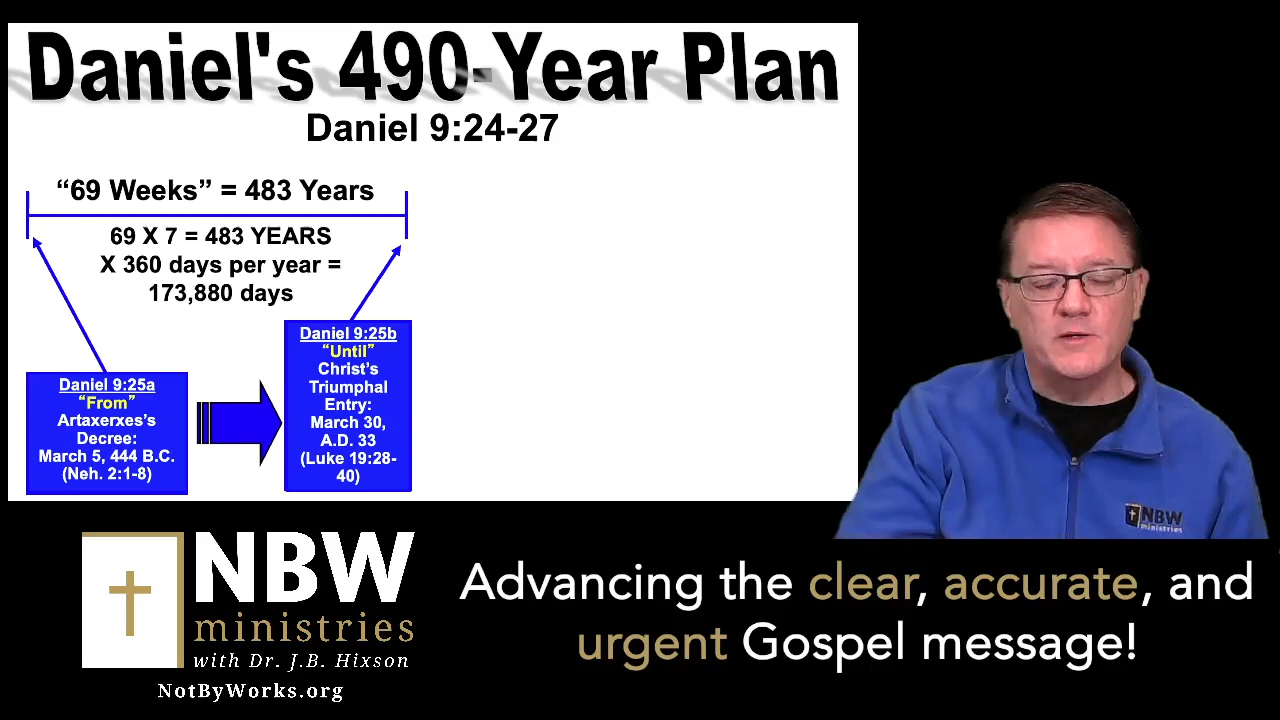 Daniel's 490-Year Plan
Daniel 9:24-27
“69 Weeks” = 483 Years
69 X 7 = 483 YEARS
X 360 days per year =
173,880 days
Daniel 9:25a
“From”
Artaxerxes’s
Decree:
March 5, 444 B.C.
(Neh. 2:1-8)
Daniel 9:25b
“Until”
Christ’s
Triumphal
Entry:
March 30,
A.D. 33
(Luke 19:28-
40)
NBW
ministries
NBW
ministries
with Dr. J.B. Hixson
NotByWorks.org
Advancing the clear, accurate, and
urgent Gospel message!